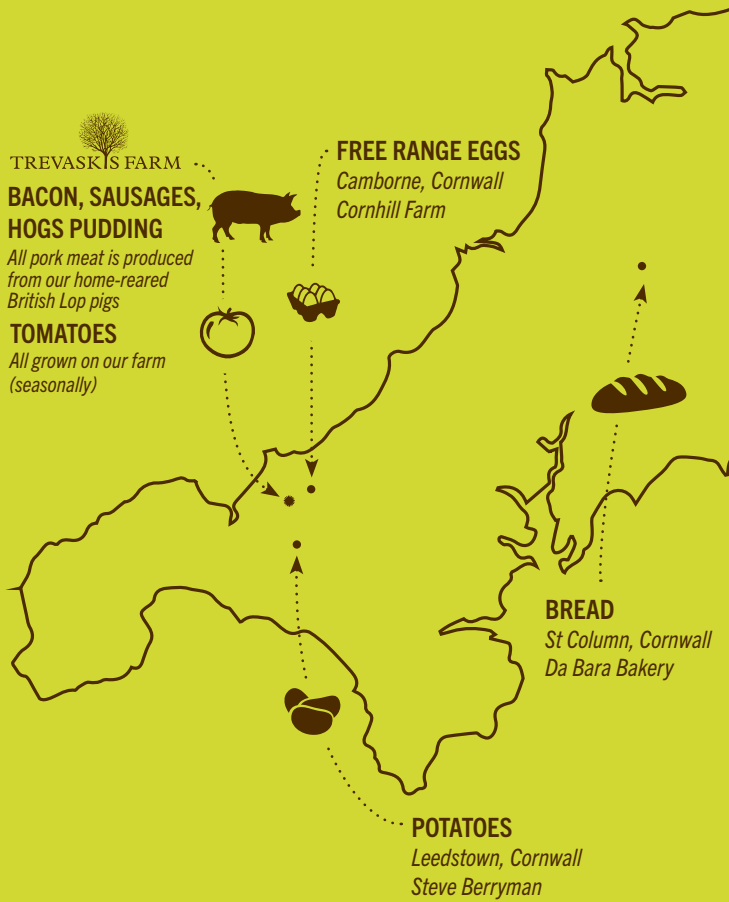 TREVASKIS FARM
BACON, SAUSAGES,
HOGS PUDDING
All pork meat is produced
from our home-reared
British Lop pigs
TOMATOES
All grown on our farm
(seasonally)
FREE RANGE EGGS
Camborne, Cornwall
Cornhill Farm
BREAD
St Column, Cornwall
Da Bara Bakery
POTATOES
Leedstown, Cornwall
Steve Berryman